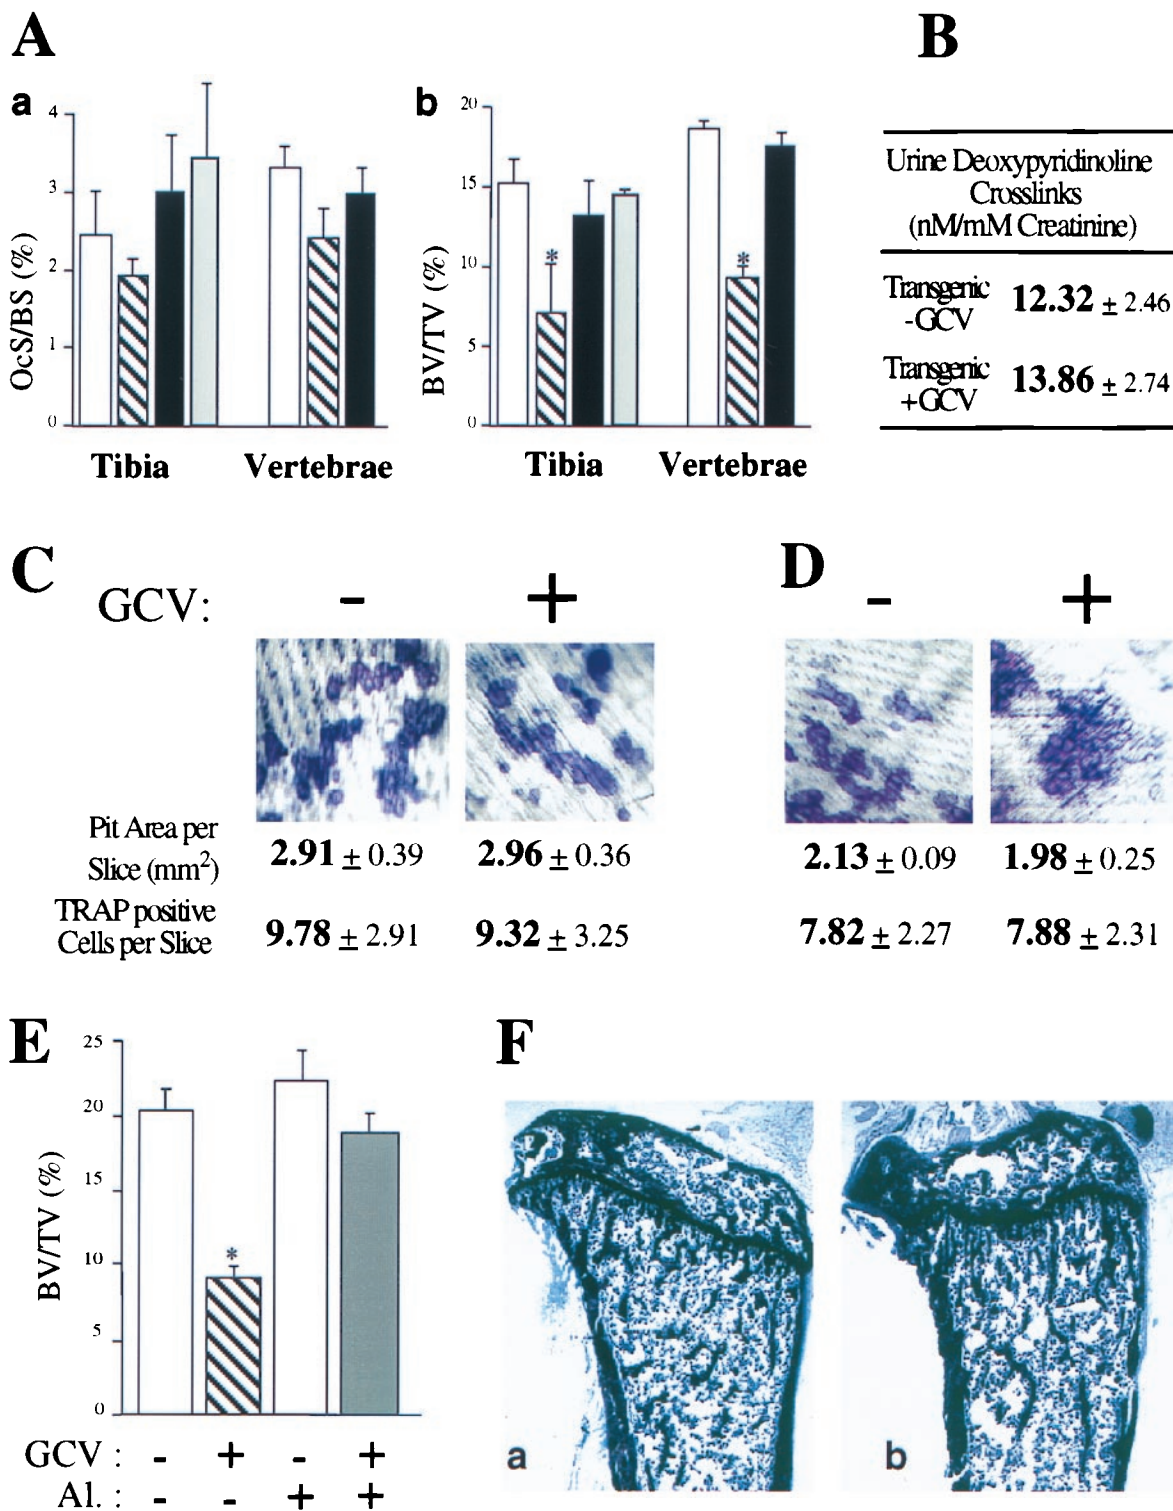 A
B
a
4
3
2
1
0
OcS/BS (%)
Tibia
Vertebrae
b
20
15
10
5
0
BV/TV (%)
*
*
Tibia
Vertebrae
Urine Deoxypyridinoline
Crosslinks
(nM/mM Creatinine)
Transgenic
-GCV
12.32 ± 2.46
Transgenic
+GCV
13.86 ± 2.74
C
D
GCV: - +
- +
Pit Area per
Slice (mm²)
2.91 ± 0.39 2.96 ± 0.36
2.13 ± 0.09 1.98 ± 0.25
TRAP positive
Cells per Slice
9.78 ± 2.91 9.32 ± 3.25
7.82 ± 2.27 7.88 ± 2.31
E
25
20
15
10
5
0
BV/TV (%)
*
GCV : - + - +
Al. : - - + +
F
a
b